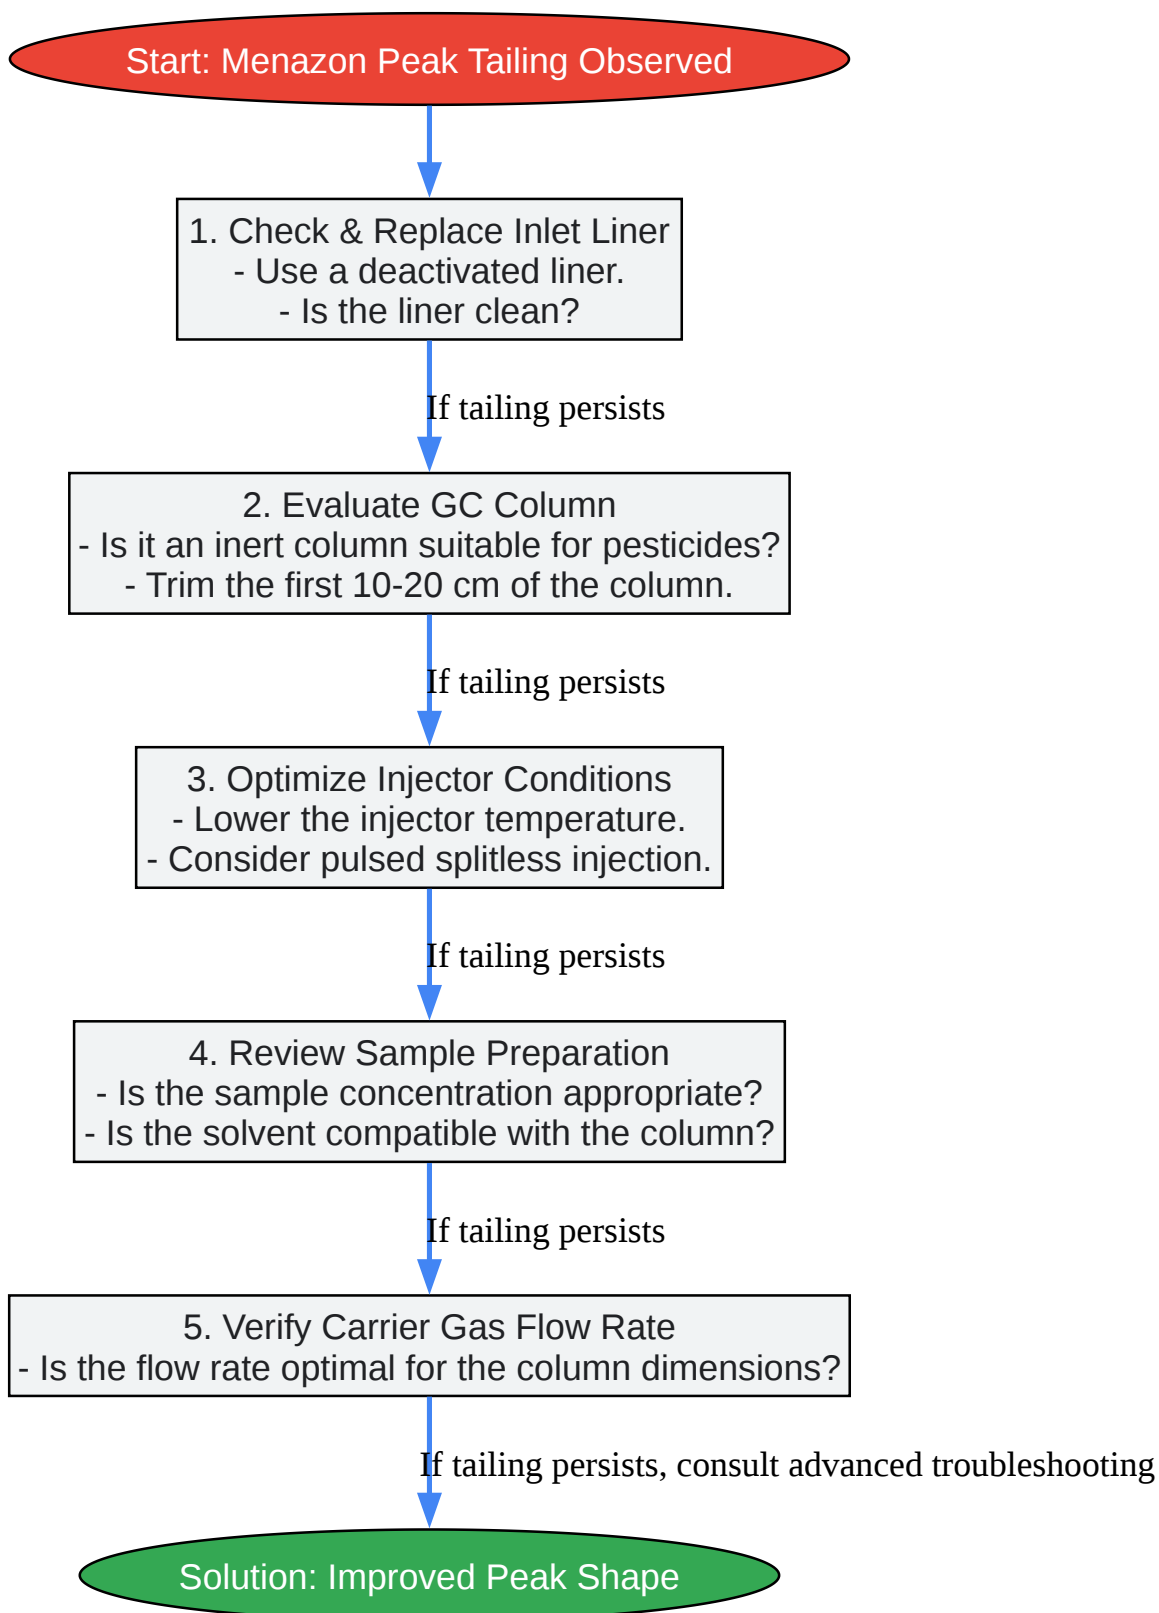 Start: Menazon Peak Tailing Observed
1. Check & Replace Inlet Liner
- Use a deactivated liner.
- Is the liner clean?
If tailing persists
2. Evaluate GC Column
- Is it an inert column suitable for pesticides?
- Trim the first 10-20 cm of the column.
If tailing persists
3. Optimize Injector Conditions
- Lower the injector temperature.
- Consider pulsed splitless injection.
If tailing persists
4. Review Sample Preparation
- Is the sample concentration appropriate?
- Is the solvent compatible with the column?
If tailing persists
5. Verify Carrier Gas Flow Rate
- Is the flow rate optimal for the column dimensions?
If tailing persists, consult advanced troubleshooting
Solution: Improved Peak Shape